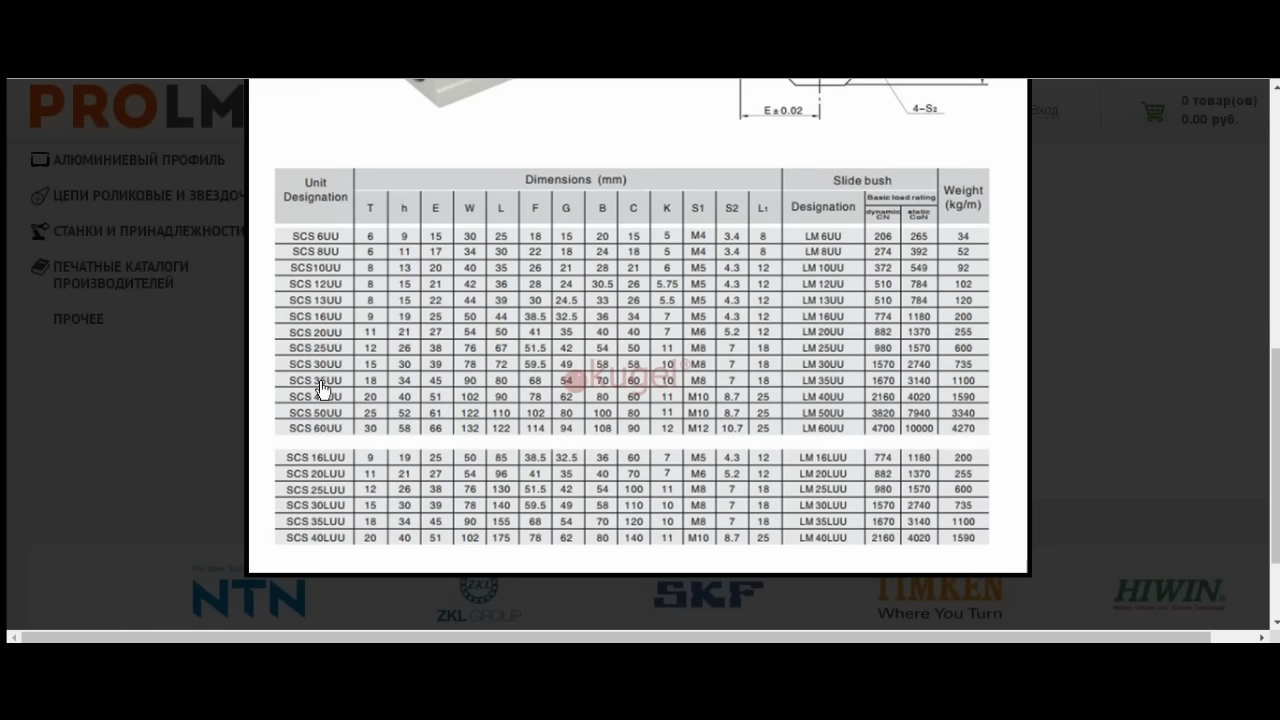 PROLM
Вход
0 товар(ов)
0.00 руб.
АЛЮМИНИЕВЫЙ ПРОФИЛЬ
ЦЕПИ РОЛИКОВЫЕ И ЗВЕЗДОЧ
СТАНКИ И ПРИНАДЛЕЖНОСТИ
ПЕЧАТНЫЕ КАТАЛОГИ
ПРОИЗВОДИТЕЛЕЙ
ПРОЧЕЕ
E±0.02
4-S2
Unit Designation Dimensions (mm) Slide bush Weight (kg/m)
T h E W L F G B C K S1 S2 L1 Designation Basic load rating
dynamic CN static CoN
SCS 6UU 6 9 15 30 25 18 15 20 15 5 M4 3.4 8 LM 6UU 206 265 34
SCS 8UU 6 11 17 34 30 22 18 24 18 5 M4 3.4 8 LM 8UU 274 392 52
SCS10UU 8 13 20 40 35 26 21 28 21 6 M5 4.3 12 LM 10UU 372 549 92
SCS 12UU 8 15 21 42 36 28 24 30.5 26 5.75 M5 4.3 12 LM 12UU 510 784 102
SCS 13UU 8 15 22 44 39 30 24.5 33 26 5.5 M5 4.3 12 LM 13UU 510 784 120
SCS 16UU 9 19 25 50 44 38.5 32.5 36 34 7 M5 4.3 12 LM 16UU 774 1180 200
SCS 20UU 11 21 27 54 50 41 35 40 40 7 M6 5.2 12 LM 20UU 882 1370 255
SCS 25UU 12 26 38 76 67 51.5 42 54 50 11 M8 7 18 LM 25UU 980 1570 600
SCS 30UU 15 30 39 78 72 59.5 49 58 58 10 M8 7 18 LM 30UU 1570 2740 735
SCS 35UU 18 34 45 90 80 68 54 70 60 10 M8 7 18 LM 35UU 1670 3140 1100
SCS 40UU 20 40 51 102 90 78 62 80 60 11 M10 8.7 25 LM 40UU 2160 4020 1590
SCS 50UU 25 52 61 122 110 102 80 100 80 11 M10 8.7 25 LM 50UU 3820 7940 3340
SCS 60UU 30 58 66 132 122 114 94 108 90 12 M12 10.7 25 LM 60UU 4700 10000 4270
kugel®
SCS 16LUU 9 19 25 50 85 38.5 32.5 36 60 7 M5 4.3 12 LM 16LUU 774 1180 200
SCS 20LUU 11 21 27 54 96 41 35 40 70 7 M6 5.2 12 LM 20LUU 882 1370 255
SCS 25LUU 12 26 38 76 130 51.5 42 54 100 11 M8 7 18 LM 25LUU 980 1570 600
SCS 30LUU 15 30 39 78 140 59.5 49 58 110 10 M8 7 18 LM 30LUU 1570 2740 735
SCS 35LUU 18 34 45 90 155 68 54 70 120 10 M8 7 18 LM 35LUU 1670 3140 1100
SCS 40LUU 20 40 51 102 175 78 62 80 140 11 M10 8.7 25 LM 40LUU 2160 4020 1590
NTN
ZKL
ZKL GROUP
SKF
TIMKEN
Where You Turn
HIWIN